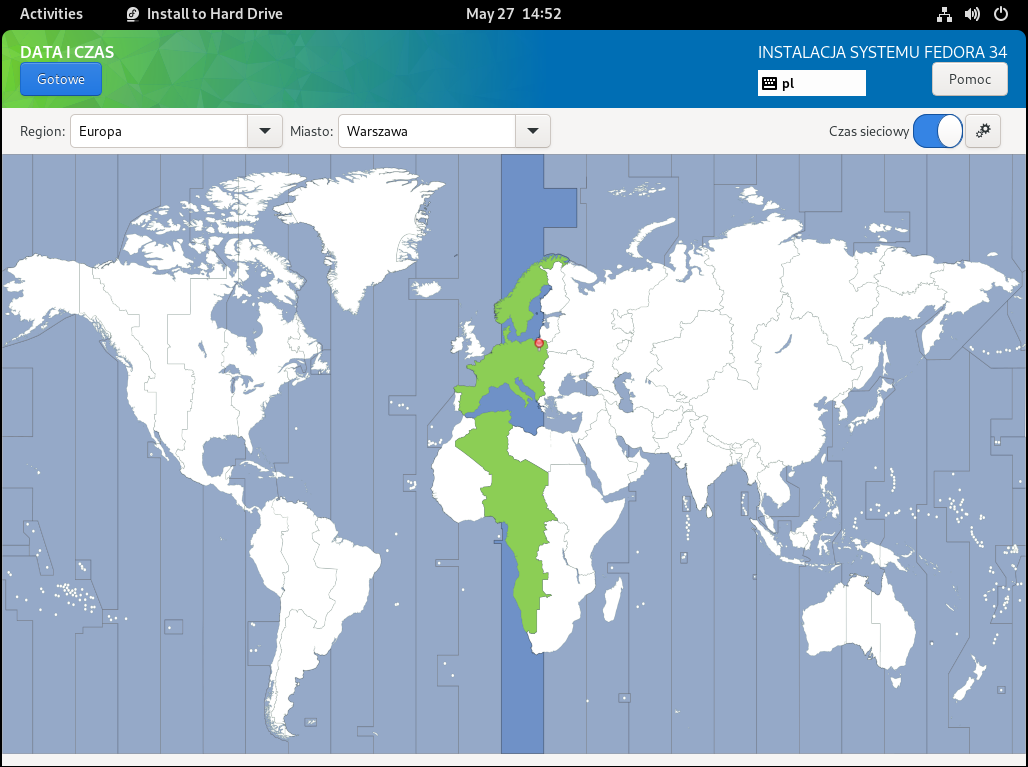 Activities
Install to Hard Drive
May 27 14:52
DATA I CZAS
INSTALACJA SYSTEMU FEDORA 34
Gotowe
pl
Pomoc
Region:
Europa
Miasto:
Warszawa
Czas sieciowy